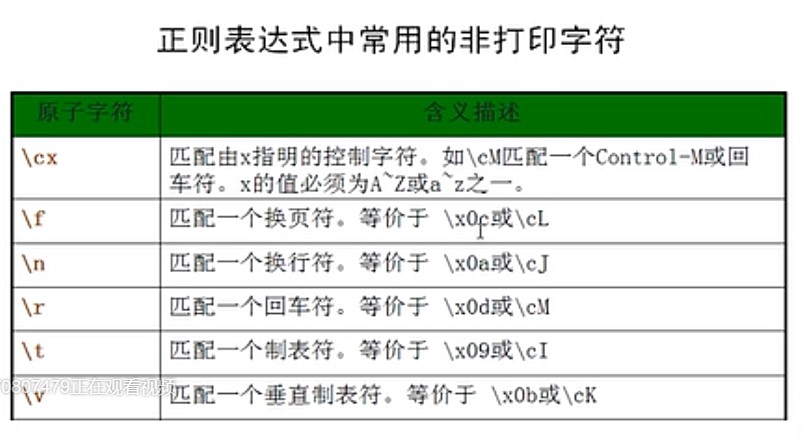 正则表达式中常用的非打印字符
原子字符 含义描述
\cx 匹配由x指明的控制字符。如\cM匹配一个Control-M或回
车符。x的值必须为A~Z或a~z之一。
\f 匹配一个换页符。等价于 \x0c或\cL
\n 匹配一个换行符。等价于 \x0a或\cJ
\r 匹配一个回车符。等价于 \x0d或\cM
\t 匹配一个制表符。等价于 \x09或\cI
0807479正在观看视频
\v 匹配一个垂直制表符。等价于 \x0b或\cK